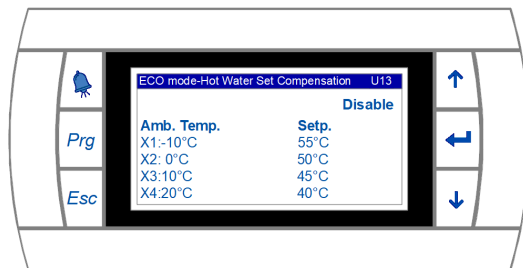 ECO mode-Hot Water Set Compensation U13
Disable
Amb. Temp. Setp.
X1:-10°C 55°C
X2: 0°C 50°C
X3:10°C 45°C
X4:20°C 40°C
Prg
Esc